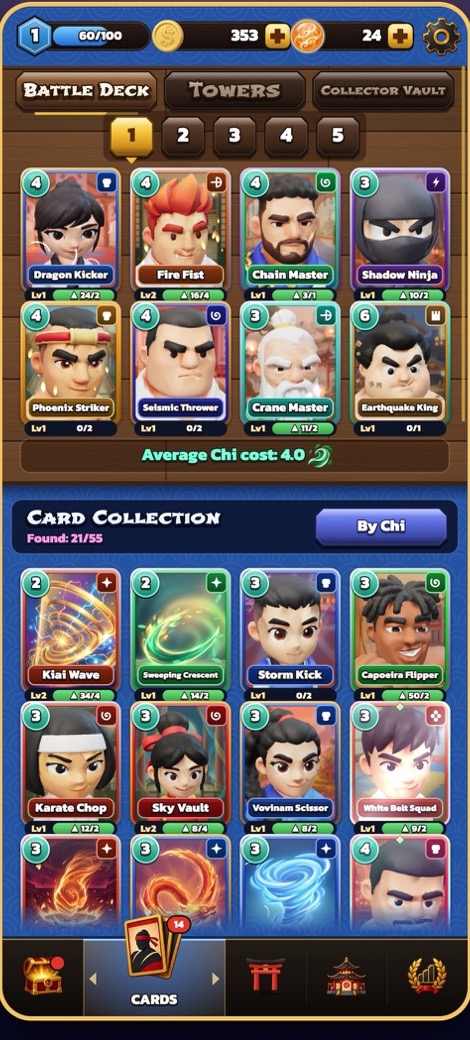 1 60/100 353 24
BATTLE DECK TOWERS COLLECTOR VAULT
1 2 3 4 5
4 4 4 3
Dragon Kicker Fire Fist Chain Master Shadow Ninja
Lv1 24/2 Lv2 16/4 Lv1 3/1 Lv1 10/2
4 4 3 6
Phoenix Striker Seismic Thrower Crane Master Earthquake King
Lv1 0/2 Lv1 0/2 Lv1 11/2 Lv1 0/1
Average Chi cost: 4.0
CARD COLLECTION
By Chi
Found: 21/55
2 2 3 3
Kiai Wave Sweeping Crescent Storm Kick Capoeira Flipper
Lv2 34/4 Lv1 14/2 Lv1 0/2 Lv1 50/2
3 3 3 3
Karate Chop Sky Vault Vovinam Scissor White Belt Squad
Lv1 12/2 Lv2 6/4 Lv1 8/2 Lv1 9/2
3 3 3 4
14
CARDS